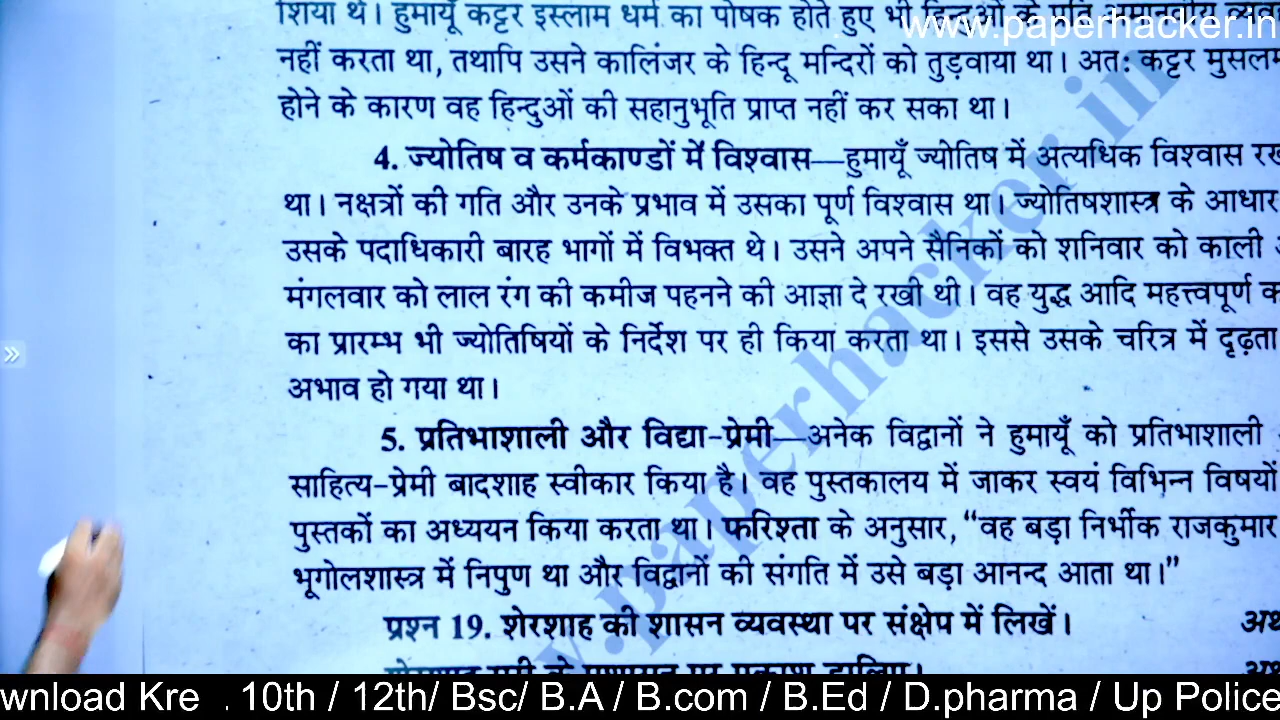 शिया थे। हुमायूँ कट्टर इस्लाम धर्म का पोषक होते हुए भी हिन्दुओं के प्रति
www.paperhacker.in
नहीं करता था, तथापि उसने कालिंजर के हिन्दू मन्दिरों को तुड़वाया था। अतः कट्टर मुसलम
होने के कारण वह हिन्दुओं की सहानुभूति प्राप्त नहीं कर सका था।
4. ज्योतिष व कर्मकाण्डों में विश्वास—हुमायूँ ज्योतिष में अत्यधिक विश्वास रख
था। नक्षत्रों की गति और उनके प्रभाव में उसका पूर्ण विश्वास था। ज्योतिषशास्त्र के आधार
उसके पदाधिकारी बारह भागों में विभक्त थे। उसने अपने सैनिकों को शनिवार को काली
मंगलवार को लाल रंग की कमीज पहनने की आज्ञा दे रखी थी। वह युद्ध आदि महत्त्वपूर्ण क
का प्रारम्भ भी ज्योतिषियों के निर्देश पर ही किया करता था। इससे उसके चरित्र में दृढ़ता
अभाव हो गया था।
5. प्रतिभाशाली और विद्या-प्रेमी—अनेक विद्वानों ने हुमायूँ को प्रतिभाशाली
साहित्य-प्रेमी बादशाह स्वीकार किया है। वह पुस्तकालय में जाकर स्वयं विभिन्न विषयों
पुस्तकों का अध्ययन किया करता था। फरिश्ता के अनुसार, “वह बड़ा निर्भीक राजकुमार
भूगोलशास्त्र में निपुण था और विद्वानों की संगति में उसे बड़ा आनन्द आता था।”
प्रश्न 19. शेरशाह की शासन व्यवस्था पर संक्षेप में लिखें। अथ
wnload Kre . 10th / 12th/ Bsc/ B.A / B.com / B.Ed / D.pharma / Up Police